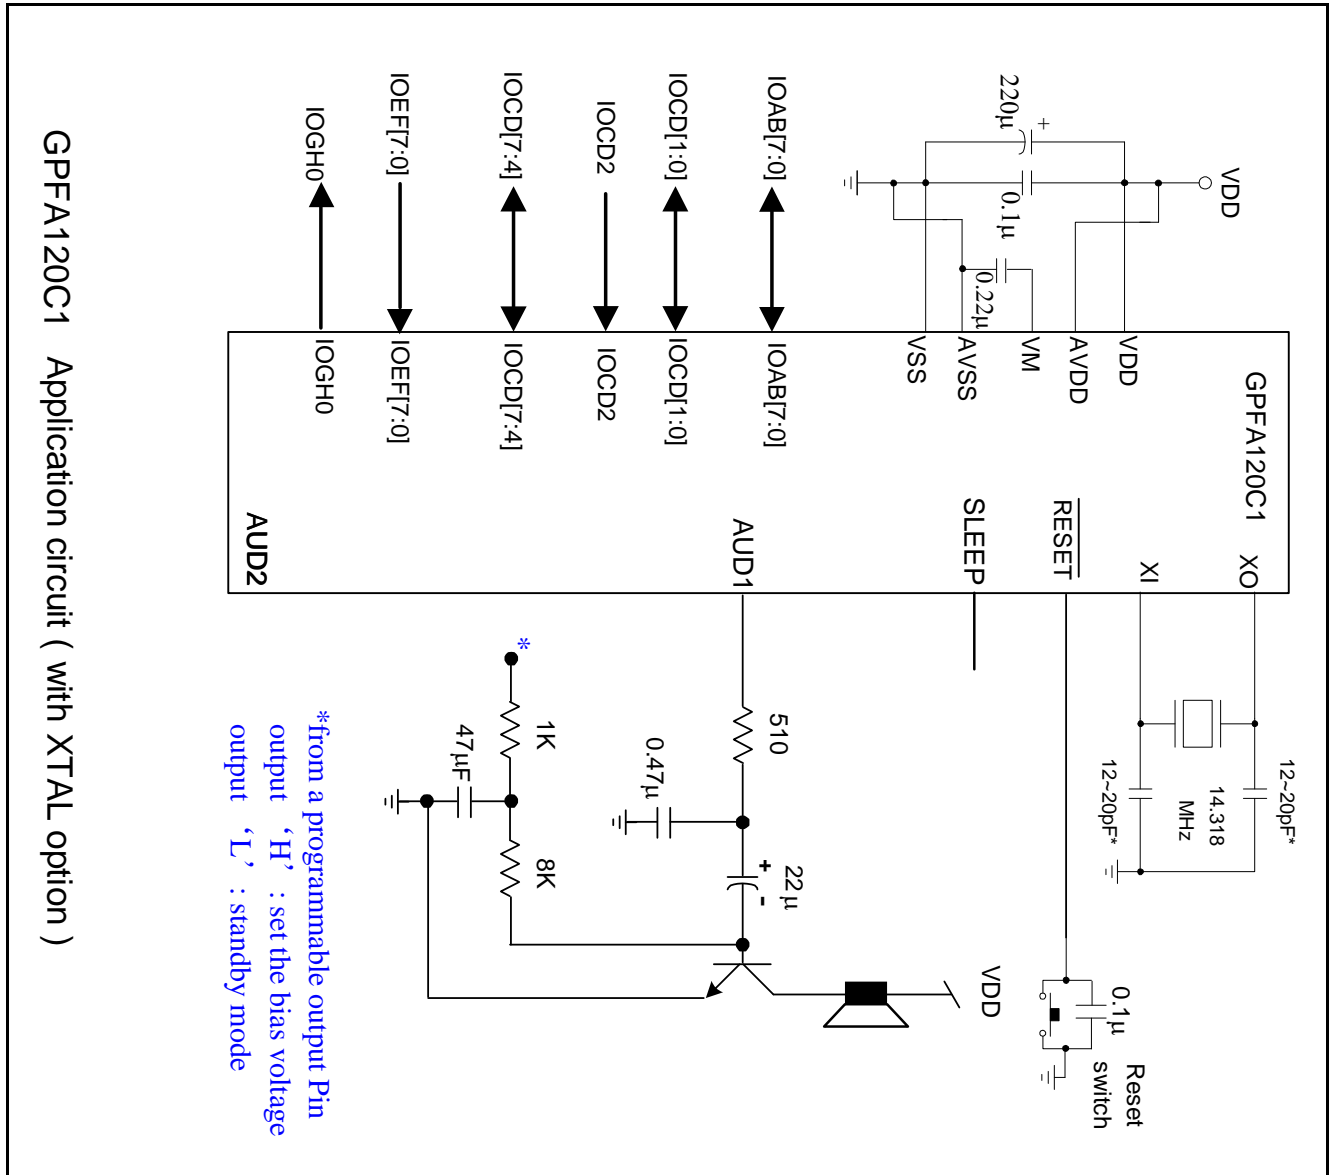 VDD
220µ
+
0.1µ
0.22µ
IOAB[7:0]
IOCD[1:0]
IOCD2
IOCD[7:4]
IOEF[7:0]
IOGH0
GPFA120C1
VDD
AVDD
VM
AVSS
VSS
IOAB[7:0]
IOCD[1:0]
IOCD2
IOCD[7:4]
IOEF[7:0]
IOGH0
XO
XI
RESET
SLEEP
AUD1
AUD2
12~20pF*
14.318
MHz
12~20pF*
0.1µ
Reset
switch
VDD
510
22µ
+
-
0.47µ
*
1K
8K
47µF
*from a programmable output Pin
output ‘H’ : set the bias voltage
output ‘L’ : standby mode
GPFA120C1 Application circuit ( with XTAL option )